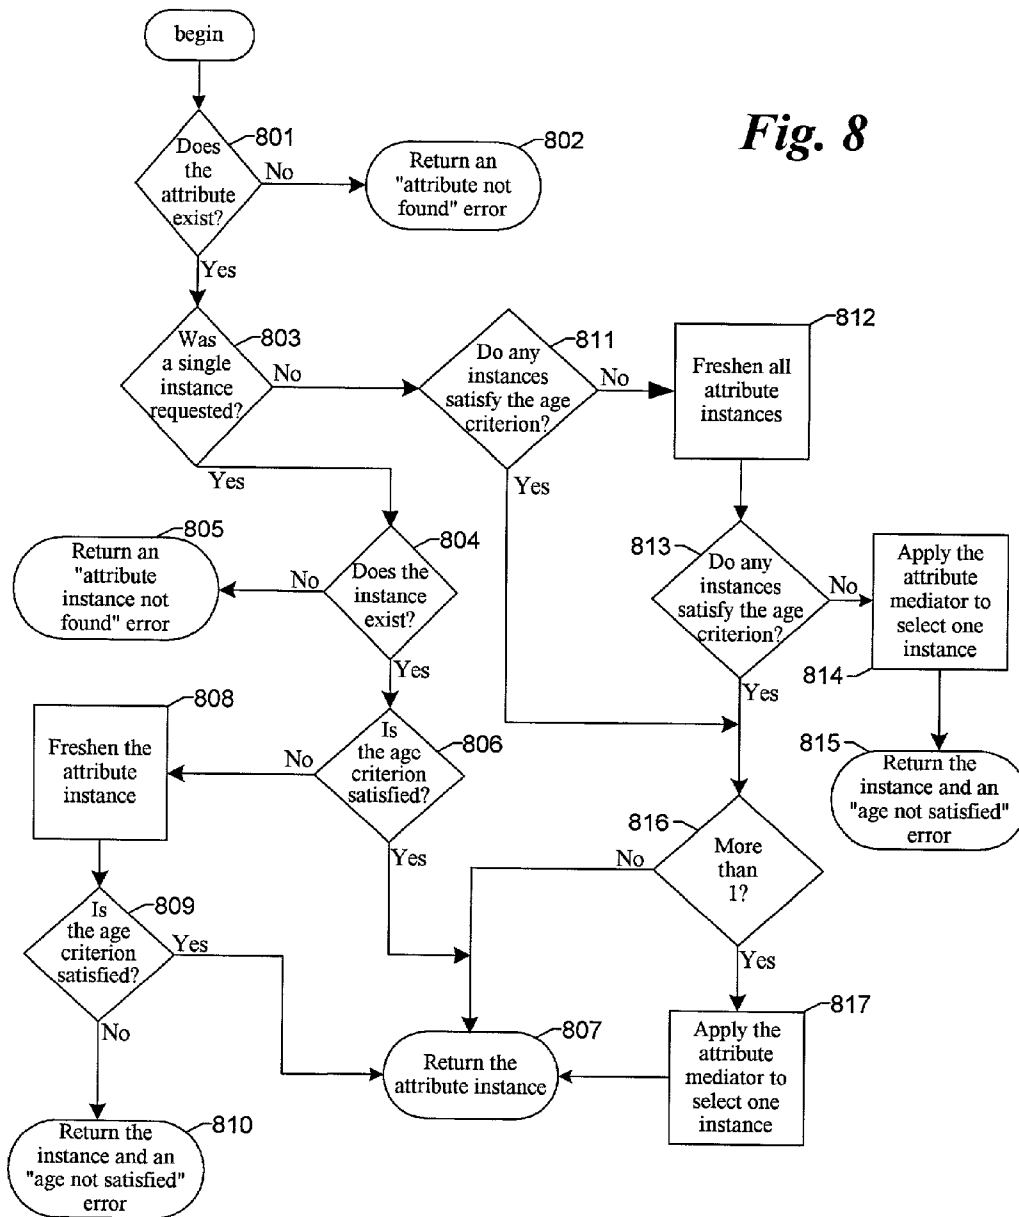 begin
Fig. 8
801
Does
the
attribute
exist?
No
802
Return an
"attribute not
found" error
Yes
803
Was
a single
instance
requested?
No
811
Do any
instances
satisfy the age
criterion?
No
812
Freshen all
attribute
instances
Yes
Yes
805
Return an
"attribute
instance not
found" error
No
804
Does the
instance
exist?
Yes
813
Do any
instances
satisfy the age
criterion?
No
Apply the
attribute
mediator to
select one
instance
814
Yes
808
Freshen the
attribute
instance
No
806
Is
the age
criterion
satisfied?
Yes
815
Return the
instance and an
"age not satisfied"
error
816
More
than
1?
No
Yes
809
Is
the age
criterion
satisfied?
Yes
No
807
Return the
attribute instance
817
Apply the
attribute
mediator to
select one
instance
810
Return the
instance and an
"age not satisfied"
error